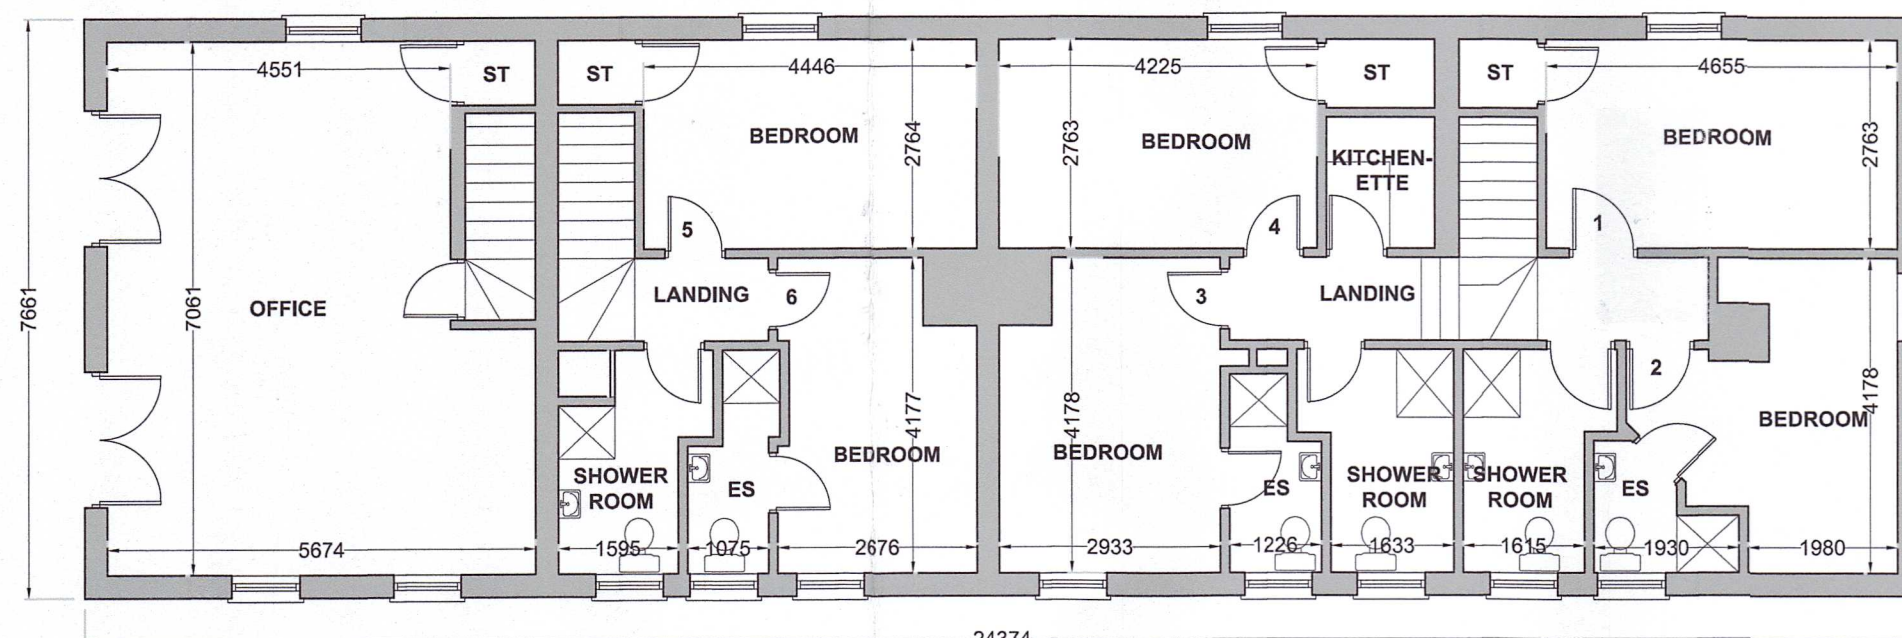 4551
ST
ST
4446
4225
ST
ST
4655
BEDROOM
2764
2763
BEDROOM
KITCHEN-
ETTE
BEDROOM
2763
5
4
1
7661
7061
OFFICE
LANDING
6
3
LANDING
2
4177
4178
4178
BEDROOM
BEDROOM
BEDROOM
SHOWER
ROOM
ES
ES
SHOWER
ROOM
SHOWER
ROOM
ES
5674
1595
1075
2676
2933
1226
1633
1615
1930
1980
24374